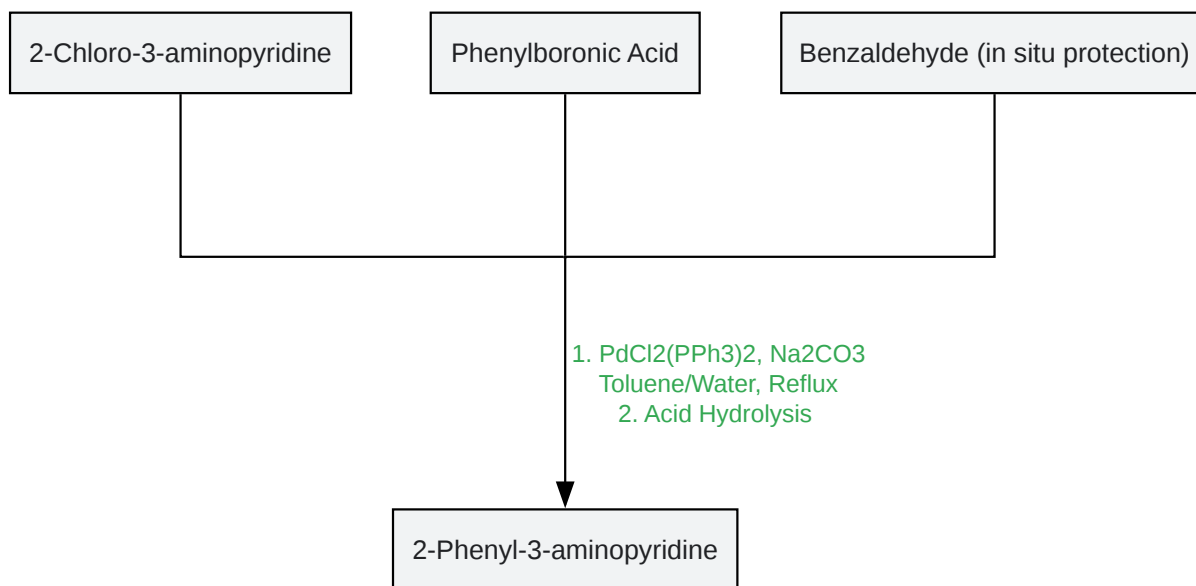 2-Chloro-3-aminopyridine
Phenylboronic Acid
Benzaldehyde (in situ protection)
1. PdCl2(PPh3)2, Na2CO3
Toluene/Water, Reflux
2. Acid Hydrolysis
2-Phenyl-3-aminopyridine